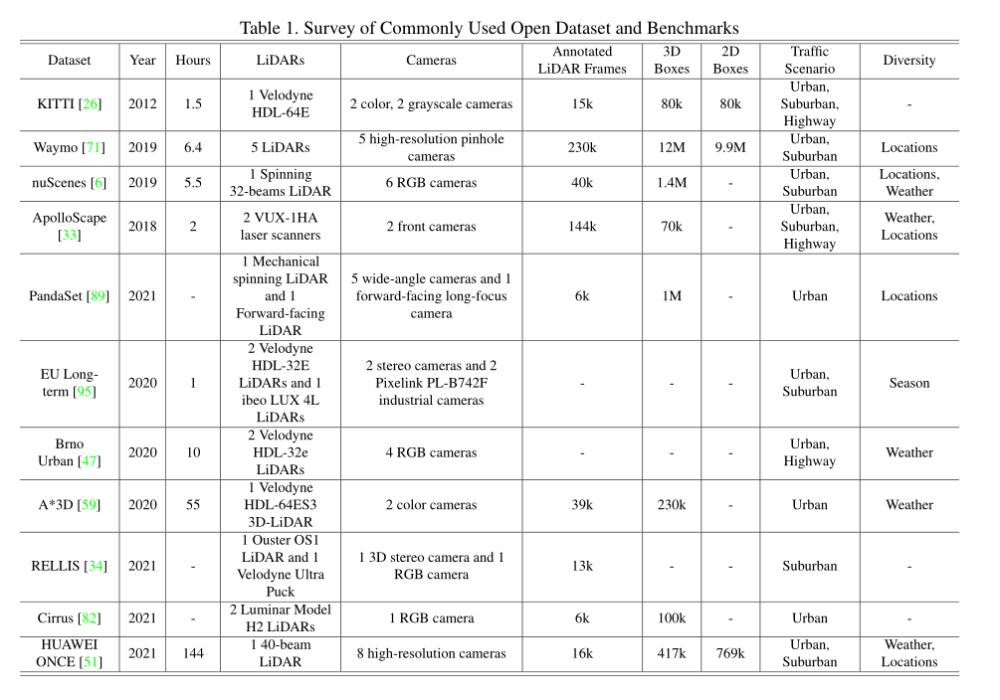 Table 1. Survey of Commonly Used Open Dataset and Benchmarks
Dataset Year Hours LiDARs Cameras Annotated LiDAR Frames 3D Boxes 2D Boxes Traffic Scenario Diversity
KITTI [26] 2012 1.5 1 Velodyne HDL-64E 2 color, 2 grayscale cameras 15k 80k 80k Urban, Suburban, Highway -
Waymo [71] 2019 6.4 5 LiDARs 5 high-resolution pinhole cameras 230k 12M 9.9M Urban, Suburban Locations
nuScenes [6] 2019 5.5 1 Spinning 32-beams LiDAR 6 RGB cameras 40k 1.4M - Urban, Suburban Locations, Weather
ApolloScape [33] 2018 2 2 VUX-1HA laser scanners 2 front cameras 144k 70k - Urban, Suburban, Highway Weather, Locations
PandaSet [89] 2021 - 1 Mechanical spinning LiDAR and 1 Forward-facing LiDAR 5 wide-angle cameras and 1 forward-facing long-focus camera 6k 1M - Urban Locations
EU Long-term [95] 2020 1 2 Velodyne HDL-32E LiDARs and 1 ibeo LUX 4L LiDARs 2 stereo cameras and 2 Pixelink PL-B742F industrial cameras - - - Urban, Suburban Season
Brno Urban [47] 2020 10 2 Velodyne HDL-32e LiDARs 4 RGB cameras - - - Urban, Highway Weather
A*3D [59] 2020 55 1 Velodyne HDL-64ES3 3D-LiDAR 2 color cameras 39k 230k - Urban Weather
RELLIS [34] 2021 - 1 Ouster OS1 LiDAR and 1 Velodyne Ultra Puck 1 3D stereo camera and 1 RGB camera 13k - - Suburban -
Cirrus [82] 2021 - 2 Luminar Model H2 LiDARs 1 RGB camera 6k 100k - Urban -
HUAWEI ONCE [51] 2021 144 1 40-beam LiDAR 8 high-resolution cameras 16k 417k 769k Urban, Suburban Weather, Locations